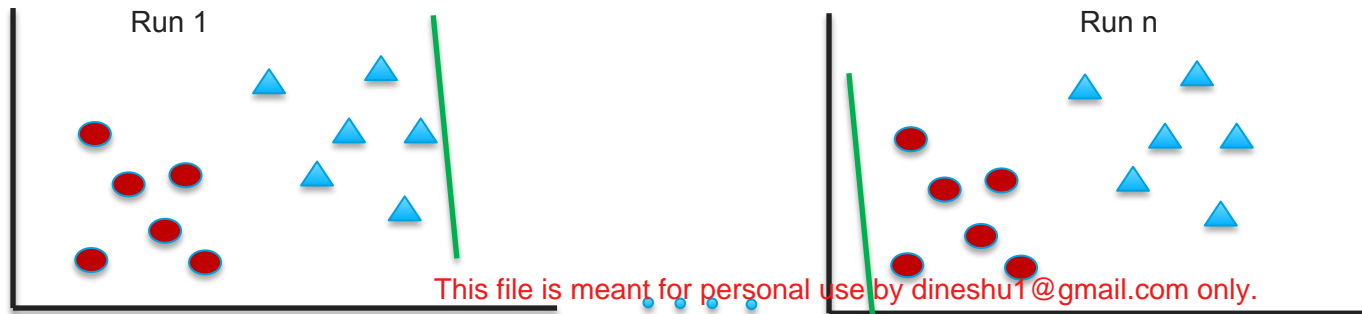 Run 1
Run n
This file is meant for personal use by dineshu1@gmail.com only.